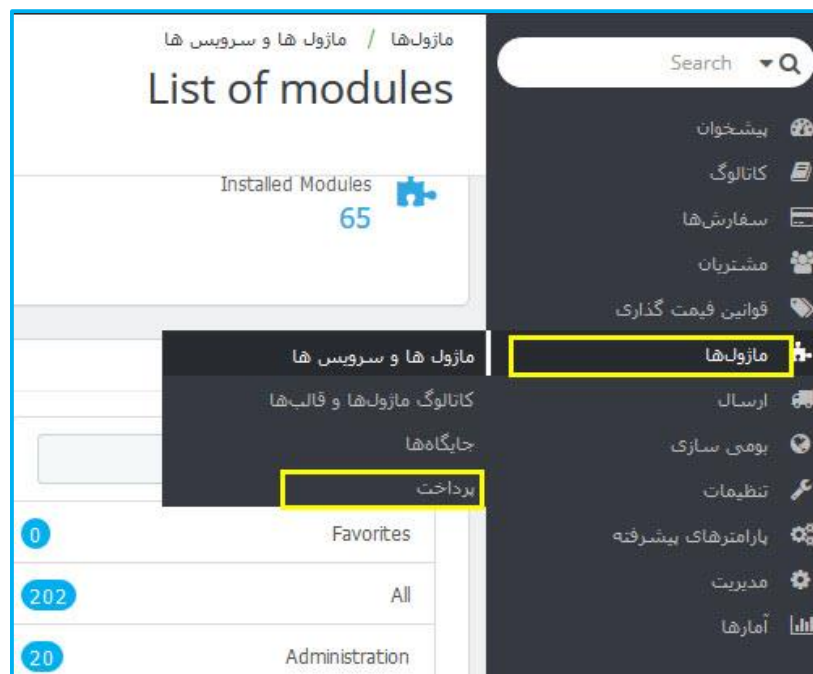 ماژول‌ها / ماژول ها و سرویس ها
List of modules
Installed Modules
65
Search
پیشخوان
کاتالوگ
سفارش‌ها
مشتریان
قوانین قیمت گذاری
ماژول‌ها
ماژول ها و سرویس ها
کاتالوگ ماژول‌ها و قالب‌ها
جایگاه‌ها
پرداخت
ارسال
بومی سازی
تنظیمات
پارامترهای پیشرفته
مدیریت
آمارها
Favorites 0
All 202
Administration 20